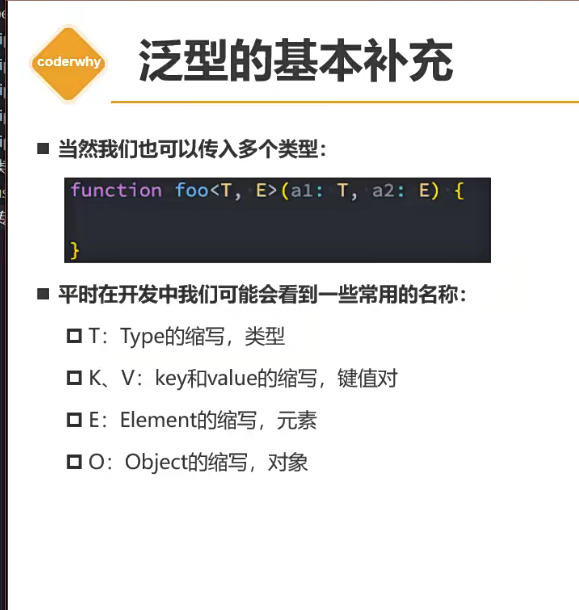 coderwhy
泛型的基本补充
■ 当然我们也可以传入多个类型：
function foo<T, E>(a1: T, a2: E) {
}
■ 平时在开发中我们可能会看到一些常用的名称：
T：Type的缩写，类型
K、V：key和value的缩写，键值对
E：Element的缩写，元素
O：Object的缩写，对象